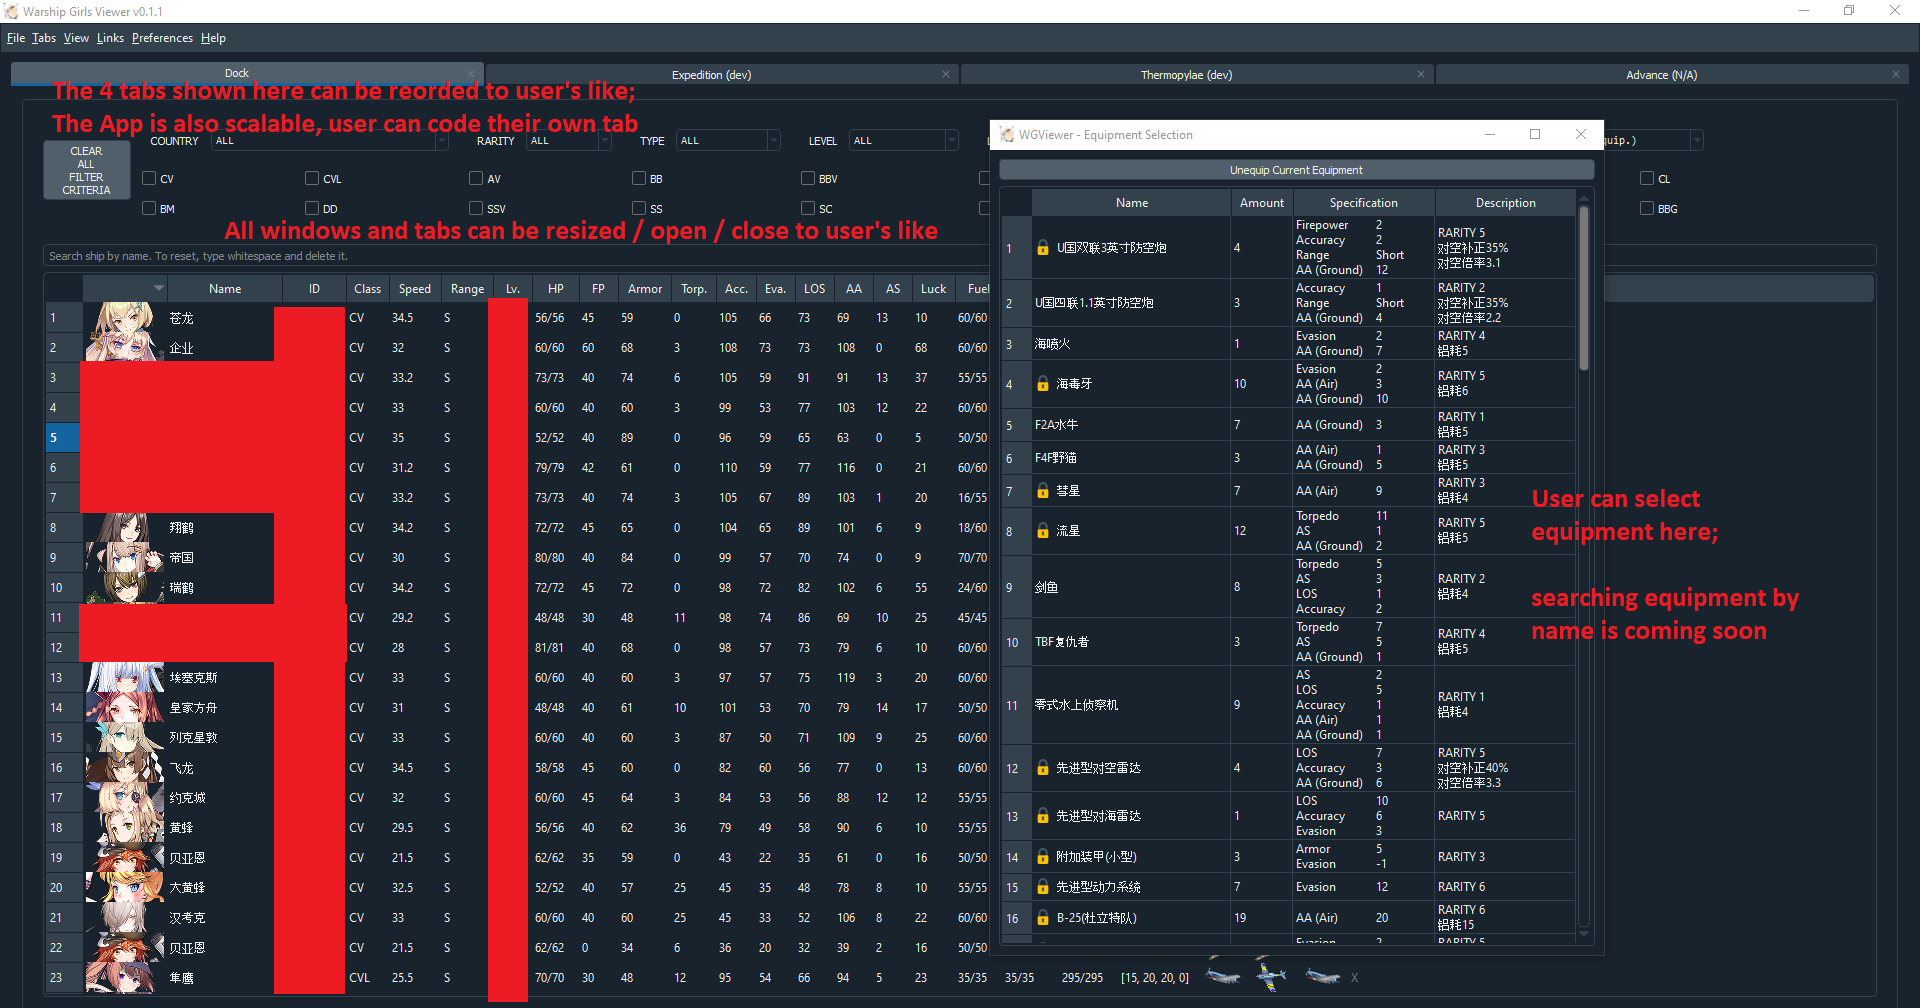 Warship Girls Viewer v0.1.1
File Tabs View Links Preferences Help
Dock
Expedition (dev)
Thermopylae (dev)
Advance (N/A)
The 4 tabs shown here can be reorded to user's like;
The App is also scalable, user can code their own tab
CLEAR
ALL
FILTER
CRITERIA
COUNTRY ALL RARITY ALL TYPE ALL LEVEL ALL
uip.)
CV CVL AV BB BBV CL
BM DD SSV SS SC BBG
All windows and tabs can be resized / open / close to user's like
Search ship by name. To reset, type whitespace and delete it.
Name ID Class Speed Range Lv. HP FP Armor Torp. Acc. Eva. LOS AA AS Luck Fuel
1 苍龙 CV 34.5 S 56/56 45 59 0 105 66 73 69 13 10 60/60
2 企业 CV 32 S 60/60 60 68 3 108 73 73 108 0 68 60/60
3 CV 33.2 S 73/73 40 74 6 105 59 91 91 13 37 55/55
4 CV 33 S 60/60 40 60 3 99 53 77 103 12 22 60/60
5 CV 35 S 52/52 40 89 0 96 59 65 63 0 5 50/50
6 CV 31.2 S 79/79 42 61 0 110 59 77 116 0 21 60/60
7 CV 33.2 S 73/73 40 74 3 105 67 89 103 1 20 16/55
8 翔鹤 CV 34.2 S 72/72 45 65 0 104 65 89 101 6 9 18/60
9 帝国 CV 30 S 80/80 40 84 0 99 57 70 74 0 9 70/70
10 瑞鹤 CV 34.2 S 72/72 45 72 0 98 72 82 102 6 55 24/60
11 CV 29.2 S 48/48 30 48 11 98 74 86 69 10 25 45/45
12 CV 28 S 81/81 40 68 0 98 57 73 79 6 10 60/60
13 埃塞克斯 CV 33 S 60/60 40 60 3 97 57 75 119 3 20 60/60
14 皇家方舟 CV 31 S 48/48 40 61 10 101 53 70 79 14 17 50/50
15 列克星敦 CV 33 S 60/60 40 60 3 87 50 71 109 9 25 60/60
16 飞龙 CV 34.5 S 58/58 45 60 0 82 60 56 77 0 13 60/60
17 约克城 CV 32 S 60/60 45 64 3 84 53 56 88 12 12 55/55
18 黄蜂 CV 29.5 S 56/56 40 62 36 79 49 58 90 6 10 55/55
19 贝亚恩 CV 21.5 S 62/62 35 59 0 43 22 35 61 0 16 50/50
20 大黄蜂 CV 32.5 S 52/52 40 57 25 45 35 48 78 8 10 55/55
21 汉考克 CV 33 S 60/60 40 60 25 45 33 52 106 8 22 60/60
22 贝亚恩 CV 21.5 S 62/62 0 34 6 36 20 32 39 2 16 50/50
23 隼鹰 CVL 25.5 S 70/70 30 48 12 95 54 66 94 5 23 35/35 35/35 295/295 [15, 20, 20, 0] X
WGViewer - Equipment Selection
Unequip Current Equipment
Name Amount Specification Description
1 U国双联3英寸防空炮 4
Firepower 2
Accuracy 2
Range Short
AA (Ground) 12
RARITY 5
对空补正35%
对空倍率3.1
2 U国四联1.1英寸防空炮 3
Accuracy 1
Range Short
AA (Ground) 4
RARITY 2
对空补正35%
对空倍率2.2
3 海喷火 1
Evasion 2
AA (Ground) 7
RARITY 4
铝耗5
4 海毒牙 10
Evasion 2
AA (Air) 3
AA (Ground) 10
RARITY 5
铝耗6
5 F2A水牛 7
AA (Ground) 3
RARITY 1
铝耗5
6 F4F野猫 3
AA (Air) 1
AA (Ground) 5
RARITY 3
铝耗5
7 彗星 7
AA (Air) 9
RARITY 3
铝耗4
8 流星 12
Torpedo 11
AS 1
AA (Ground) 2
RARITY 5
铝耗5
9 剑鱼 8
Torpedo 5
AS 3
LOS 1
Accuracy 2
RARITY 2
铝耗4
10 TBF复仇者 3
Torpedo 7
AS 5
AA (Ground) 1
RARITY 4
铝耗5
11 零式水上侦察机 9
AS 2
LOS 5
Accuracy 1
AA (Air) 1
AA (Ground) 1
RARITY 1
铝耗4
12 先进型对空雷达 4
LOS 7
Accuracy 3
AA (Ground) 6
RARITY 5
对空补正40%
对空倍率3.3
13 先进型对海雷达 1
LOS 10
Accuracy 6
Evasion 3
RARITY 5
14 附加装甲(小型) 3
Armor 5
Evasion -1
RARITY 3
15 先进型动力系统 7
Evasion 12
RARITY 6
16 B-25(杜立特队) 19
AA (Air) 20
RARITY 6
铝耗15
Evasion 2
RARITY 5
User can select
equipment here;
searching equipment by
name is coming soon